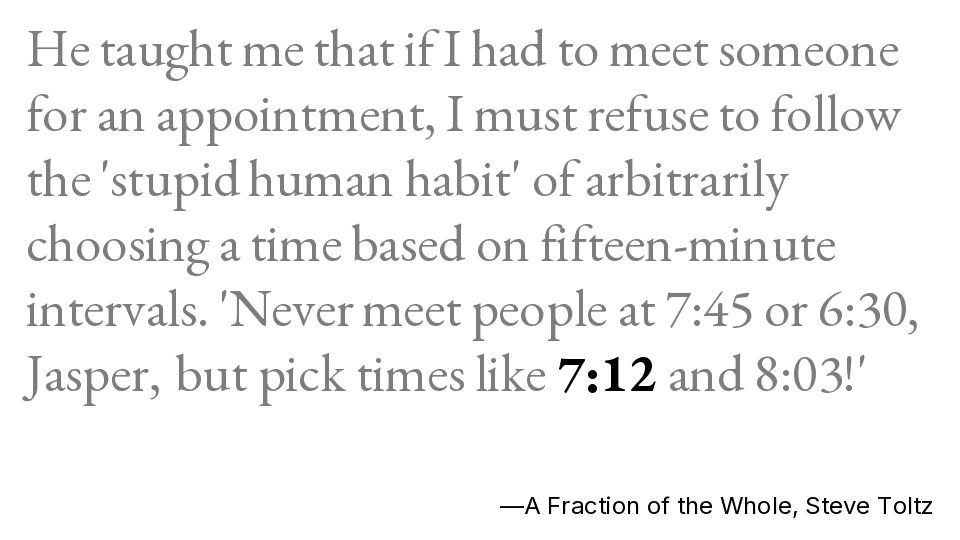 He taught me that if I had to meet someone
for an appointment, I must refuse to follow
the 'stupid human habit' of arbitrarily
choosing a time based on fifteen-minute
intervals. 'Never meet people at 7:45 or 6:30,
Jasper, but pick times like 7:12 and 8:03!'
—A Fraction of the Whole, Steve Toltz